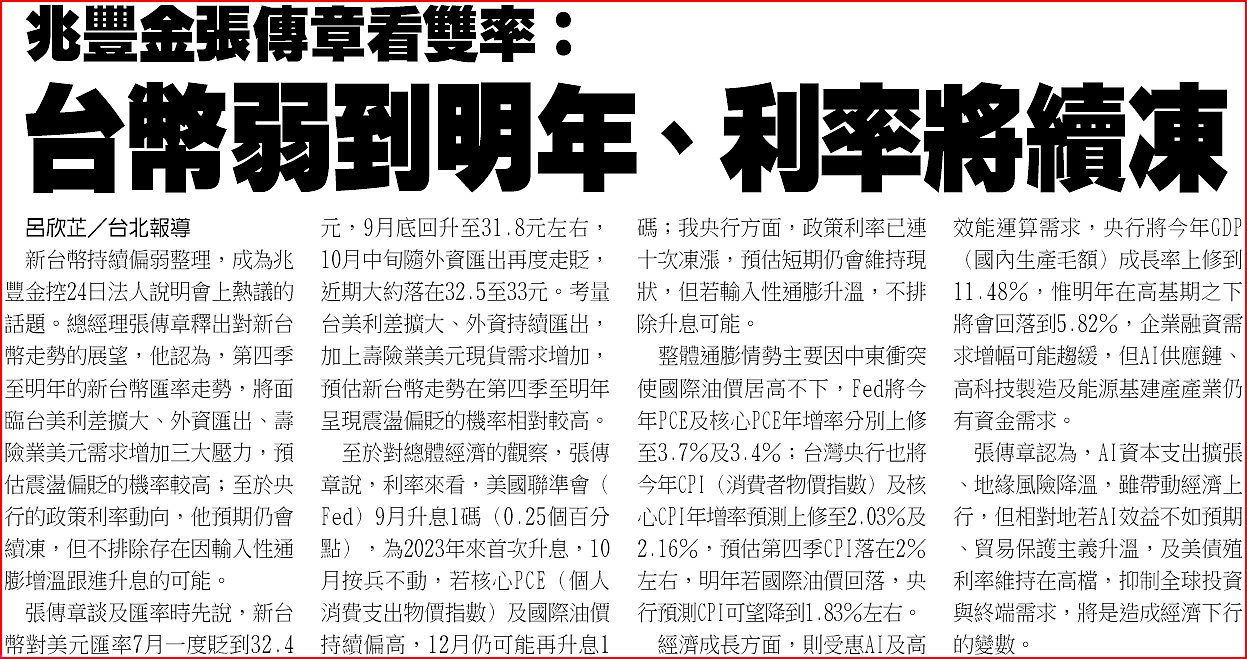 兆豐金張傳章看雙率：
台幣弱到明年、利率將續凍
呂欣芷／台北報導
新台幣持續偏弱整理，成為兆
豐金控24日法人說明會上熱議的
話題。總經理張傳章釋出對新台
幣走勢的展望，他認為，第四季
至明年的新台幣匯率走勢，將面
臨台美利差擴大、外資匯出、壽
險業美元需求增加三大壓力，預
估震盪偏貶的機率較高；至於央
行的政策利率動向，他預期仍會
續凍，但不排除存在因輸入性通
膨增溫跟進升息的可能。
張傳章談及匯率時先說，新台
幣對美元匯率7月一度貶到32.4
元，9月底回升至31.8元左右，
10月中旬隨外資匯出再度走貶，
近期大約落在32.5至33元。考量
台美利差擴大、外資持續匯出，
加上壽險業美元現貨需求增加，
預估新台幣走勢在第四季至明年
呈現震盪偏貶的機率相對較高。
至於對總體經濟的觀察，張傳
章說，利率來看，美國聯準會（
Fed）9月升息1碼（0.25個百分
點），為2023年來首次升息，10
月按兵不動，若核心PCE（個人
消費支出物價指數）及國際油價
持續偏高，12月仍可能再升息1
碼；我央行方面，政策利率已連
十次凍漲，預估短期仍會維持現
狀，但若輸入性通膨升溫，不排
除升息可能。
整體通膨情勢主要因中東衝突
使國際油價居高不下，Fed將今
年PCE及核心PCE年增率分別上修
至3.7%及3.4%；台灣央行也將
今年CPI（消費者物價指數）及核
心CPI年增率預測上修至2.03%及
2.16%，預估第四季CPI落在2%
左右，明年若國際油價回落，央
行預測CPI可望降到1.83%左右。
經濟成長方面，則受惠AI及高
效能運算需求，央行將今年GDP
（國內生產毛額）成長率上修到
11.48%，惟明年在高基期之下
將會回落到5.82%，企業融資需
求增幅可能趨緩，但AI供應鏈、
高科技製造及能源基建產產業仍
有資金需求。
張傳章認為，AI資本支出擴張
、地緣風險降溫，雖帶動經濟上
行，但相對地若AI效益不如預期
、貿易保護主義升溫，及美債殖
利率維持在高檔，抑制全球投資
與終端需求，將是造成經濟下行
的變數。